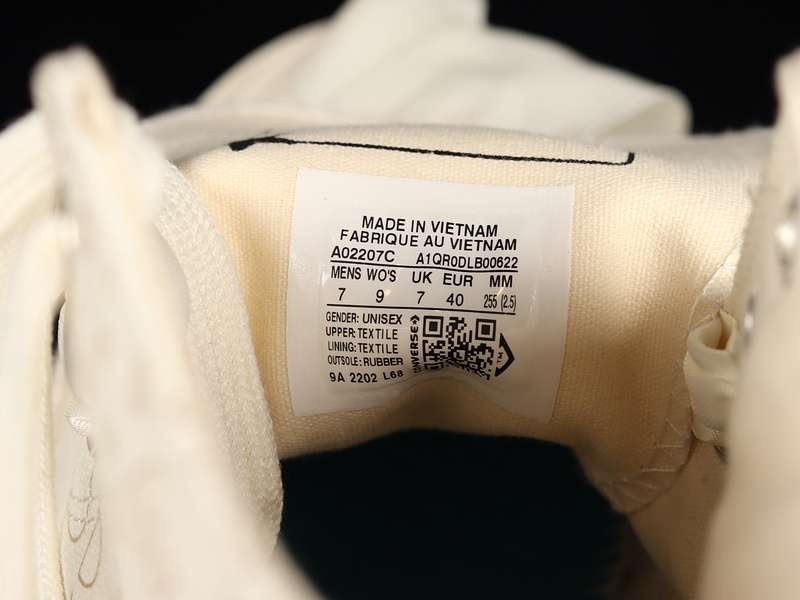 MADE IN VIETNAM
FABRIQUE AU VIETNAM
A02207C A1QR0DLB00622
MENS WO'S UK EUR MM
7 9 7 40 255 (2.5)
GENDER: UNISEX
UPPER: TEXTILE
LINING: TEXTILE
OUTSOLE: RUBBER
9A 2202 L68
CONVERSE
TM